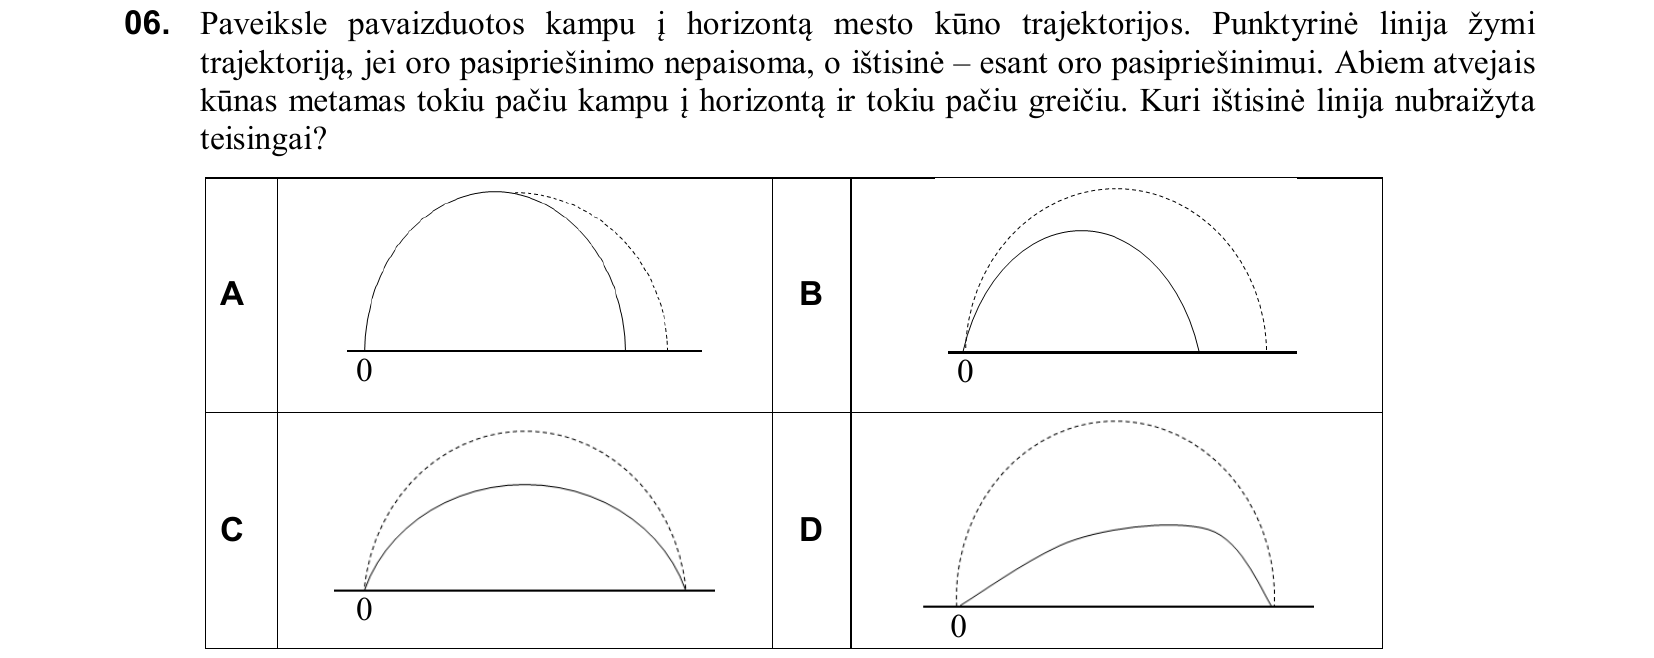 06. Paveiksle pavaizduotos kampu į horizontą mesto kūno trajektorijos. Punktyrinė linija žymi
trajektoriją, jei oro pasipriešinimo nepaisoma, o ištisinė – esant oro pasipriešinimui. Abiem atvejais
kūnas metamas tokiu pačiu kampu į horizontą ir tokiu pačiu greičiu. Kuri ištisinė linija nubraižyta
teisingai?
A
0
B
0
C
0
D
0